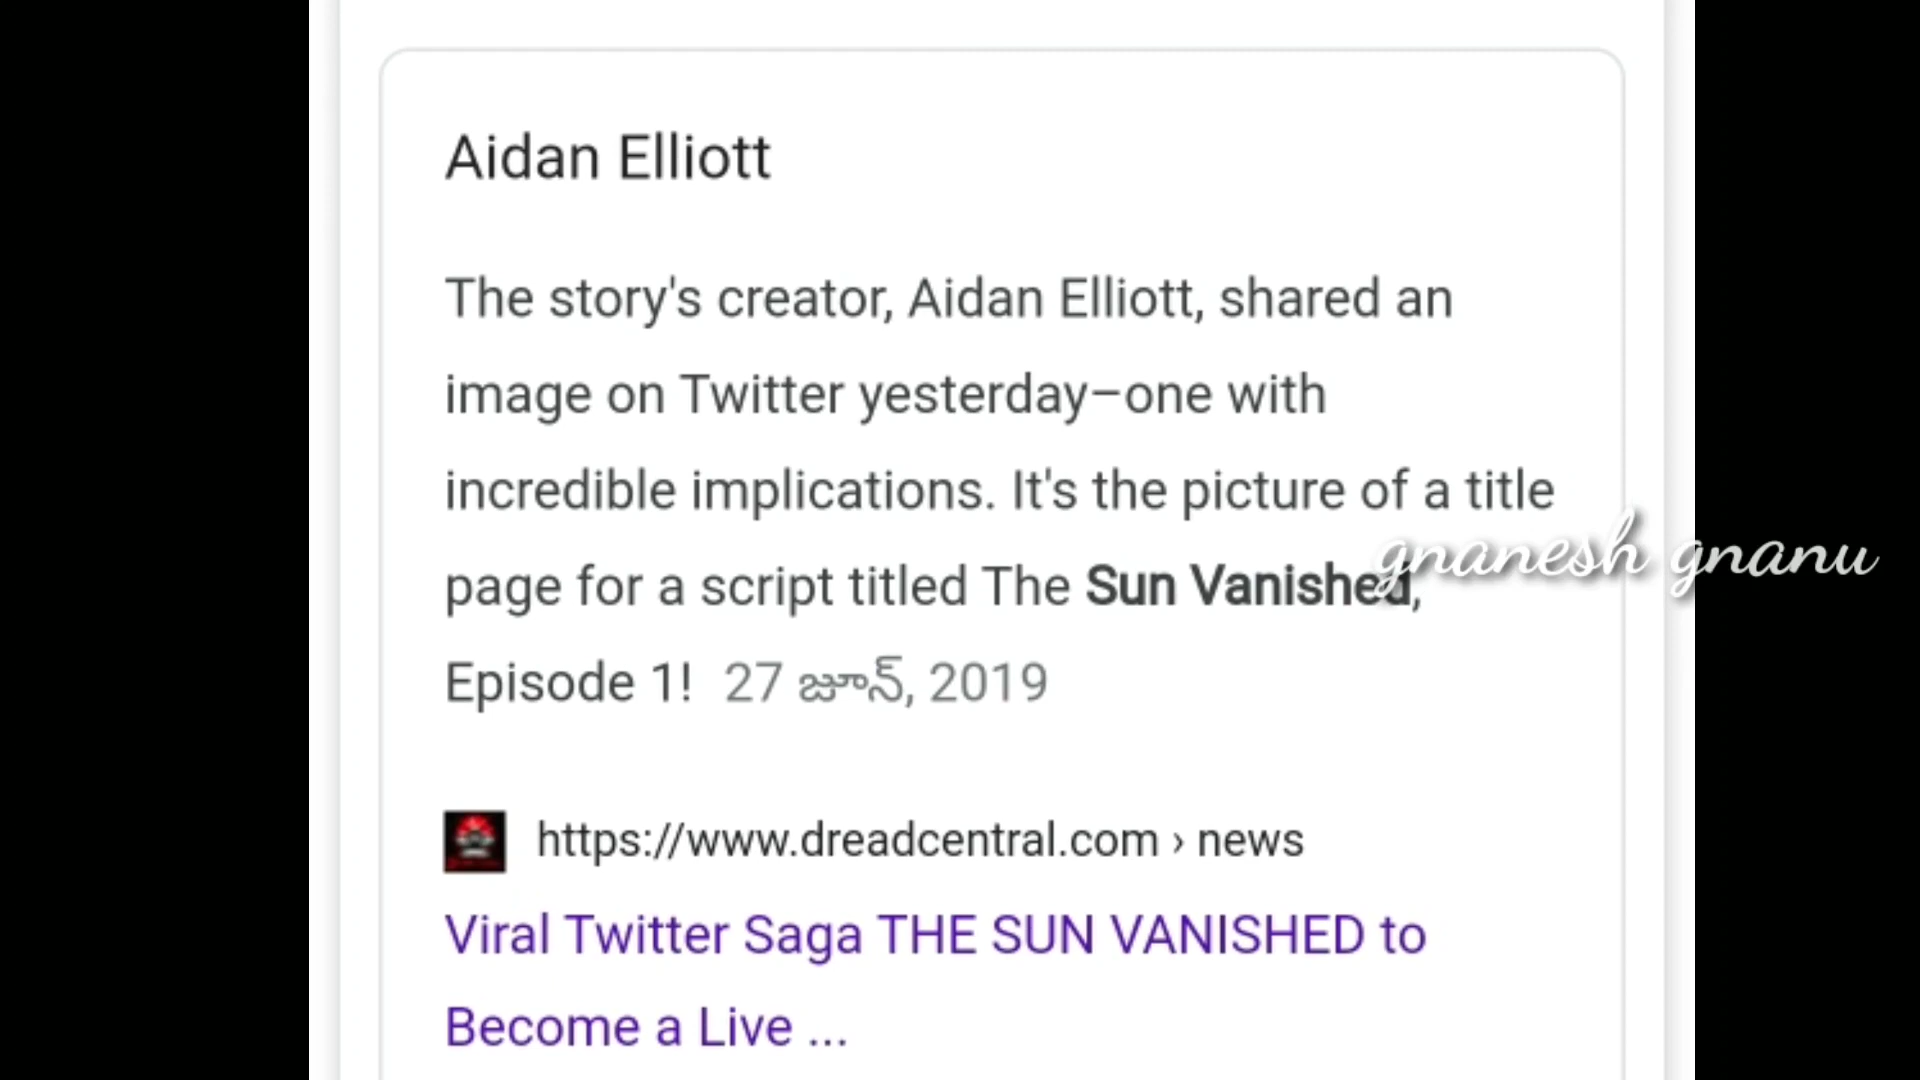 Aidan Elliott
The story's creator, Aidan Elliott, shared an
image on Twitter yesterday–one with
incredible implications. It's the picture of a title
page for a script titled The Sun Vanished,
gnanesh gnanu
Episode 1! 27 జూన్, 2019
https://www.dreadcentral.com › news
Viral Twitter Saga THE SUN VANISHED to
Become a Live ...